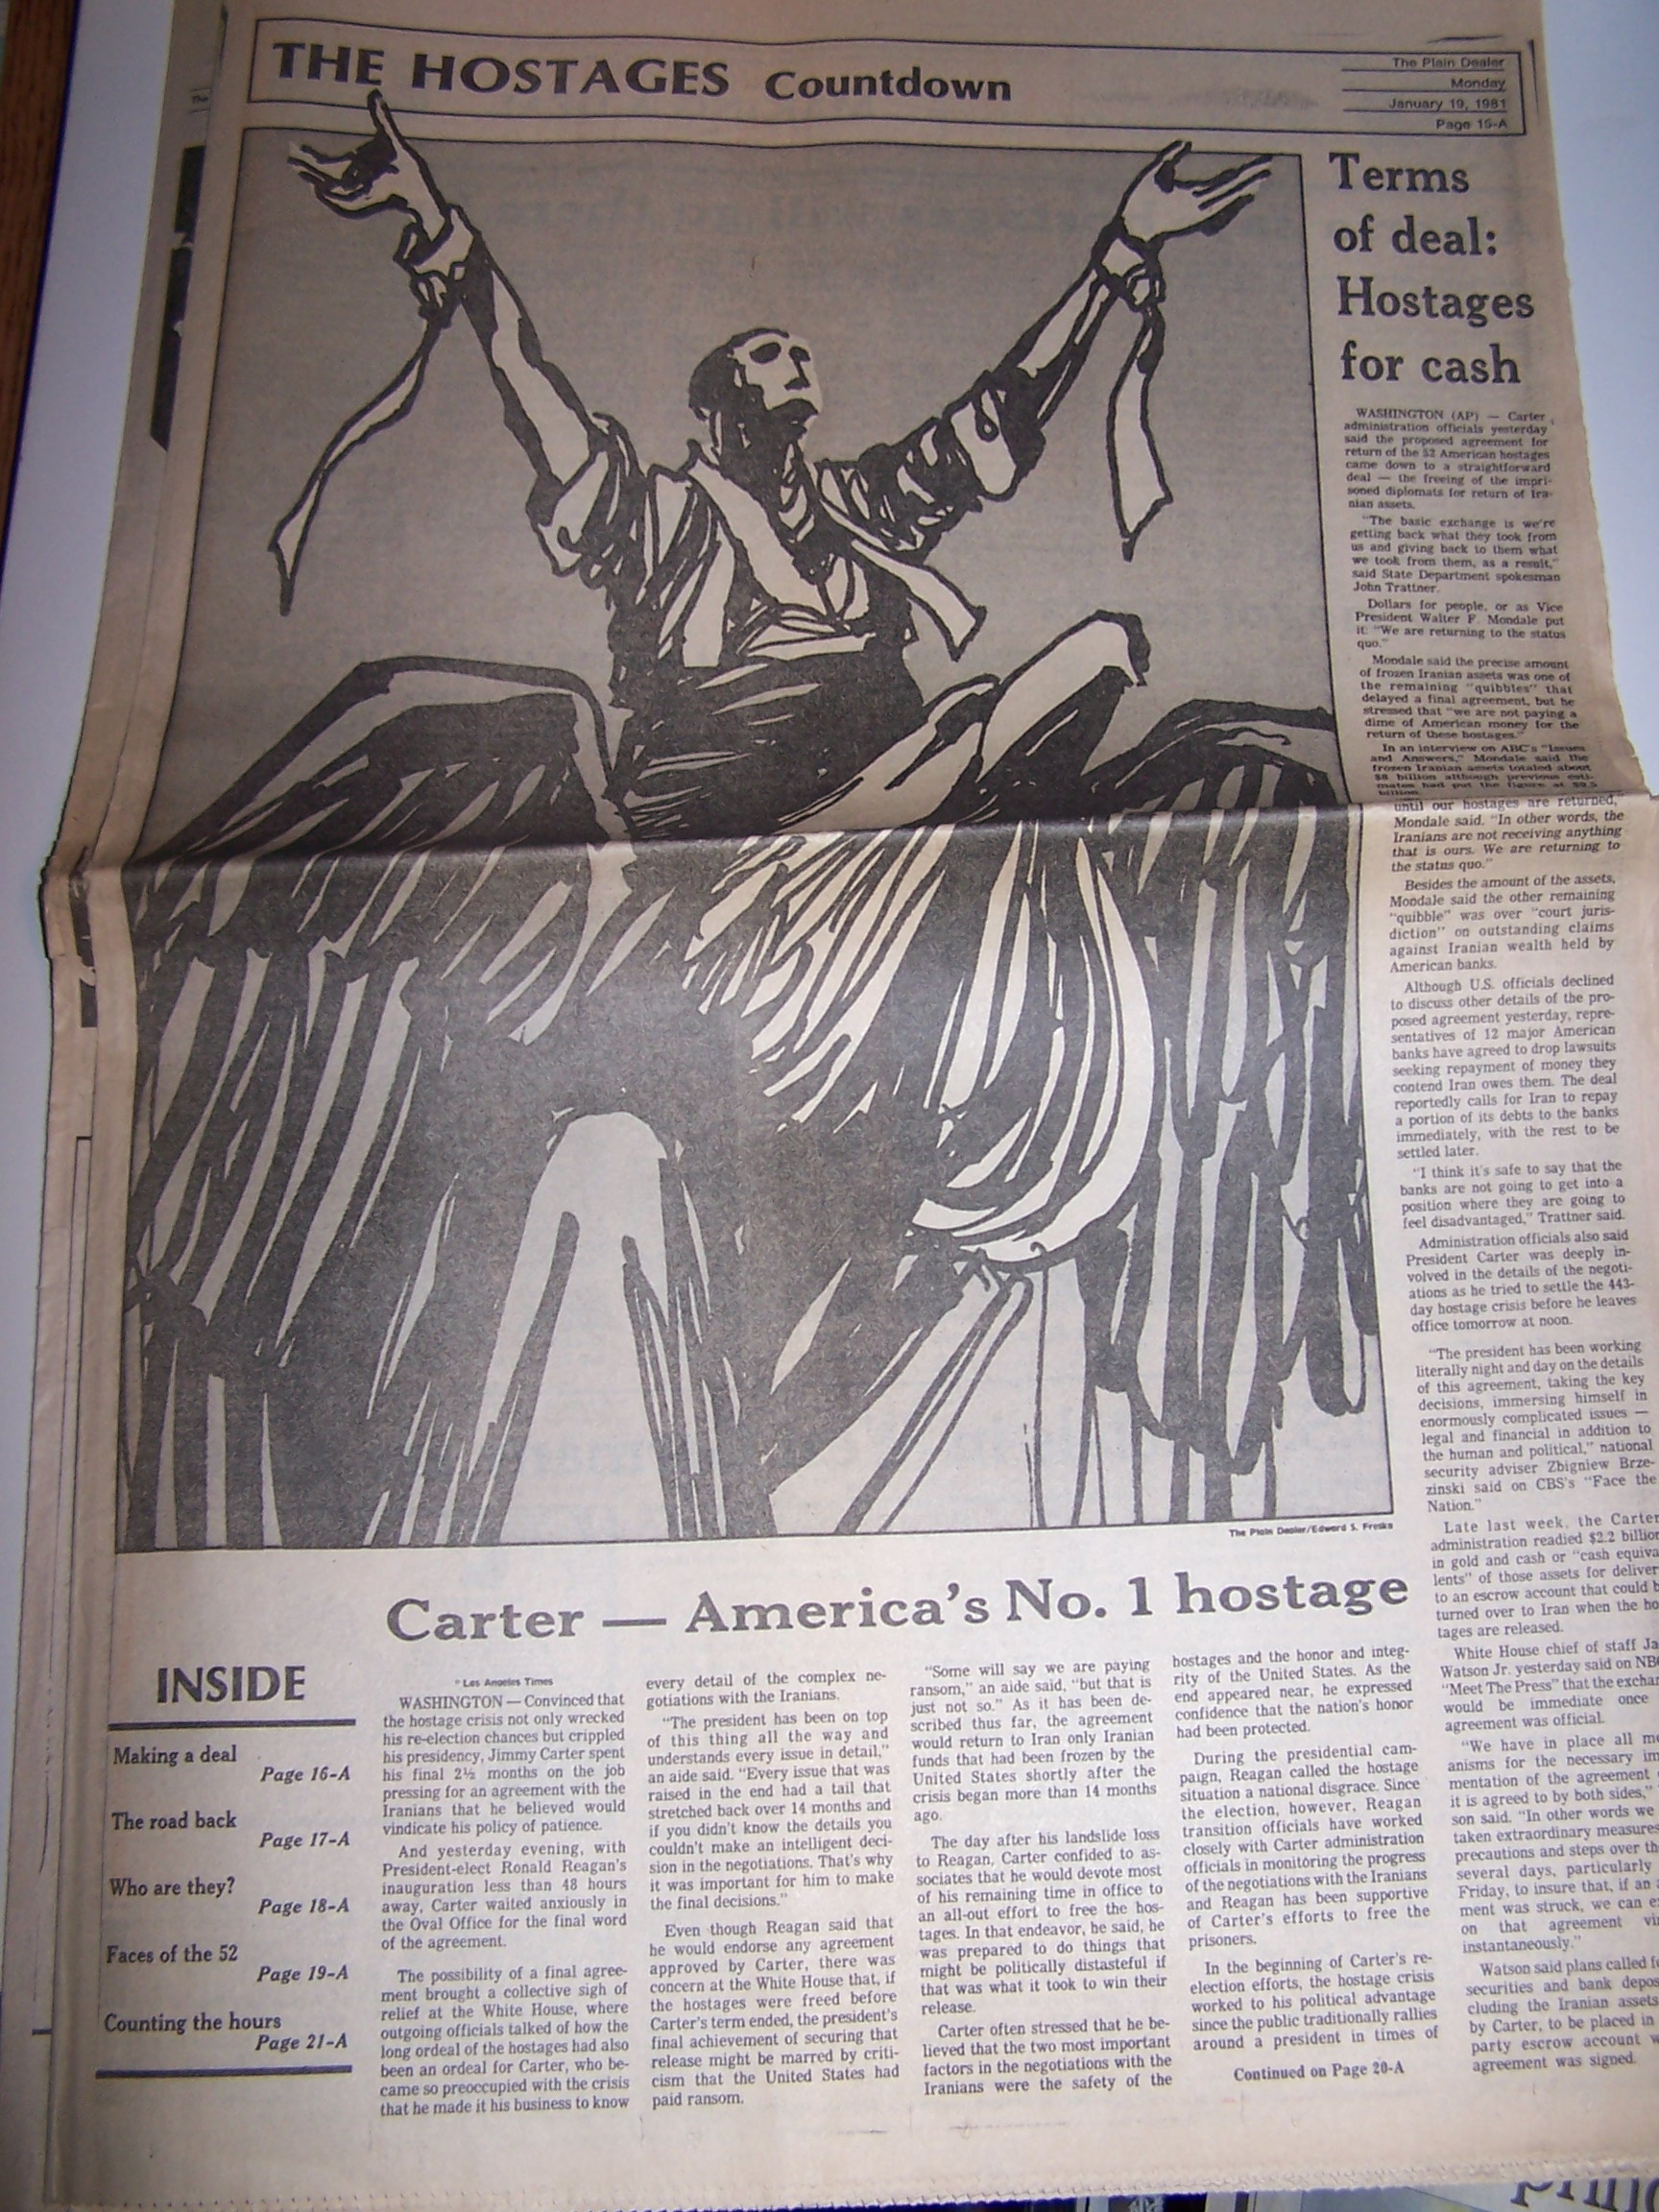 THE HOSTAGES Countdown
The Plain Dealer
Monday
January 19, 1981
Page 15-A
Terms
of deal:
Hostages
for cash
WASHINGTON (AP) — Carter
administration officials yesterday
said the proposed agreement for
return of the 52 American hostages
came down to a straightforward
deal — the freeing of the impri-
soned diplomats for return of Ira-
nian assets.
"The basic exchange is we're
getting back what they took from
us and giving back to them what
we took from them, as a result,"
said State Department spokesman
John Trattner.
Dollars for people, or as Vice
President Walter F. Mondale put
it: "We are returning to the status
quo."
Mondale said the precise amount
of frozen Iranian assets was one of
the remaining "quibbles" that
delayed a final agreement, but he
stressed that "we are not paying a
dime of American money for the
return of these hostages."
In an interview on ABC's "Issues
and Answers," Mondale said the
frozen Iranian assets totaled about
$8 billion although previous esti-
mates had put the figure at $9.5
billion.
until our hostages are returned,"
Mondale said. "In other words, the
Iranians are not receiving anything
that is ours. We are returning to
the status quo."
Besides the amount of the assets,
Mondale said the other remaining
"quibble" was over "court juris-
diction" on outstanding claims
against Iranian wealth held by
American banks.
Although U.S. officials declined
to discuss other details of the pro-
posed agreement yesterday, repre-
sentatives of 12 major American
banks have agreed to drop lawsuits
seeking repayment of money they
contend Iran owes them. The deal
reportedly calls for Iran to repay
a portion of its debts to the banks
immediately, with the rest to be
settled later.
"I think it's safe to say that the
banks are not going to get into a
position where they are going to
feel disadvantaged," Trattner said.
Administration officials also said
President Carter was deeply in-
volved in the details of the negoti-
ations as he tried to settle the 443-
day hostage crisis before he leaves
office tomorrow at noon.
"The president has been working
literally night and day on the details
of this agreement, taking the key
decisions, immersing himself in
enormously complicated issues —
legal and financial in addition to
the human and political," national
security adviser Zbigniew Brze-
zinski said on CBS's "Face the
Nation."
Late last week, the Carter
administration readied $2.2 billion
in gold and cash or "cash equiva
lents" of those assets for deliver
to an escrow account that could b
turned over to Iran when the ho
tages are released.
White House chief of staff Ja
Watson Jr. yesterday said on NB
"Meet The Press" that the exchan
would be immediate once
agreement was official.
"We have in place all me
anisms for the necessary im
mentation of the agreement
it is agreed to by both sides,"
son said. "In other words we
taken extraordinary measures
precautions and steps over th
several days, particularly
Friday, to insure that, if an a
ment was struck, we can e
on that agreement vi
instantaneously."
Watson said plans called f
securities and bank depos
cluding the Iranian assets
by Carter, to be placed in
party escrow account w
agreement was signed.
The Plain Dealer/Edward S. Freska
Carter — America's No. 1 hostage
INSIDE
Making a deal
Page 16-A
The road back
Page 17-A
Who are they?
Page 18-A
Faces of the 52
Page 19-A
Counting the hours
Page 21-A
© Los Angeles Times
WASHINGTON — Convinced that
the hostage crisis not only wrecked
his re-election chances but crippled
his presidency, Jimmy Carter spent
his final 2½ months on the job
pressing for an agreement with the
Iranians that he believed would
vindicate his policy of patience.
And yesterday evening, with
President-elect Ronald Reagan's
inauguration less than 48 hours
away, Carter waited anxiously in
the Oval Office for the final word
of the agreement.
The possibility of a final agree-
ment brought a collective sigh of
relief at the White House, where
outgoing officials talked of how the
long ordeal of the hostages had also
been an ordeal for Carter, who be-
came so preoccupied with the crisis
that he made it his business to know
every detail of the complex ne-
gotiations with the Iranians.
"The president has been on top
of this thing all the way and
understands every issue in detail,"
an aide said. "Every issue that was
raised in the end had a tail that
stretched back over 14 months and
if you didn't know the details you
couldn't make an intelligent deci-
sion in the negotiations. That's why
it was important for him to make
the final decisions."
Even though Reagan said that
he would endorse any agreement
approved by Carter, there was
concern at the White House that, if
the hostages were freed before
Carter's term ended, the president's
final achievement of securing that
release might be marred by criti-
cism that the United States had
paid ransom.
"Some will say we are paying
ransom," an aide said, "but that is
just not so." As it has been de-
scribed thus far, the agreement
would return to Iran only Iranian
funds that had been frozen by the
United States shortly after the
crisis began more than 14 months
ago.
The day after his landslide loss
to Reagan, Carter confided to as-
sociates that he would devote most
of his remaining time in office to
an all-out effort to free the hos-
tages. In that endeavor, he said, he
was prepared to do things that
might be politically distasteful if
that was what it took to win their
release.
Carter often stressed that he be-
lieved that the two most important
factors in the negotiations with the
Iranians were the safety of the
hostages and the honor and integ-
rity of the United States. As the
end appeared near, he expressed
confidence that the nation's honor
had been protected.
During the presidential cam-
paign, Reagan called the hostage
situation a national disgrace. Since
the election, however, Reagan
transition officials have worked
closely with Carter administration
officials in monitoring the progress
of the negotiations with the Iranians
and Reagan has been supportive
of Carter's efforts to free the
prisoners.
In the beginning of Carter's re-
election efforts, the hostage crisis
worked to his political advantage
since the public traditionally rallies
around a president in times of
Continued on Page 20-A